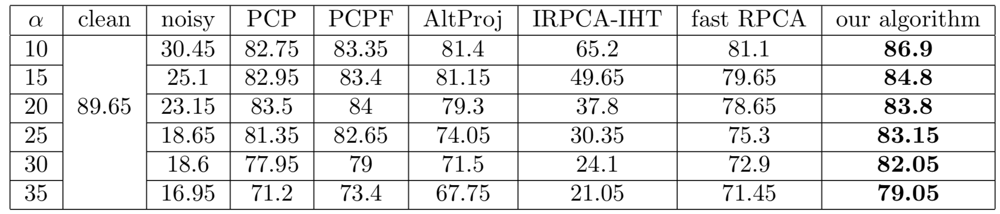 α clean noisy PCP PCPF AltProj IRPCA-IHT fast RPCA our algorithm
10 30.45 82.75 83.35 81.4 65.2 81.1 86.9
15 25.1 82.95 83.4 81.15 49.65 79.65 84.8
20 89.65 23.15 83.5 84 79.3 37.8 78.65 83.8
25 18.65 81.35 82.65 74.05 30.35 75.3 83.15
30 18.6 77.95 79 71.5 24.1 72.9 82.05
35 16.95 71.2 73.4 67.75 21.05 71.45 79.05